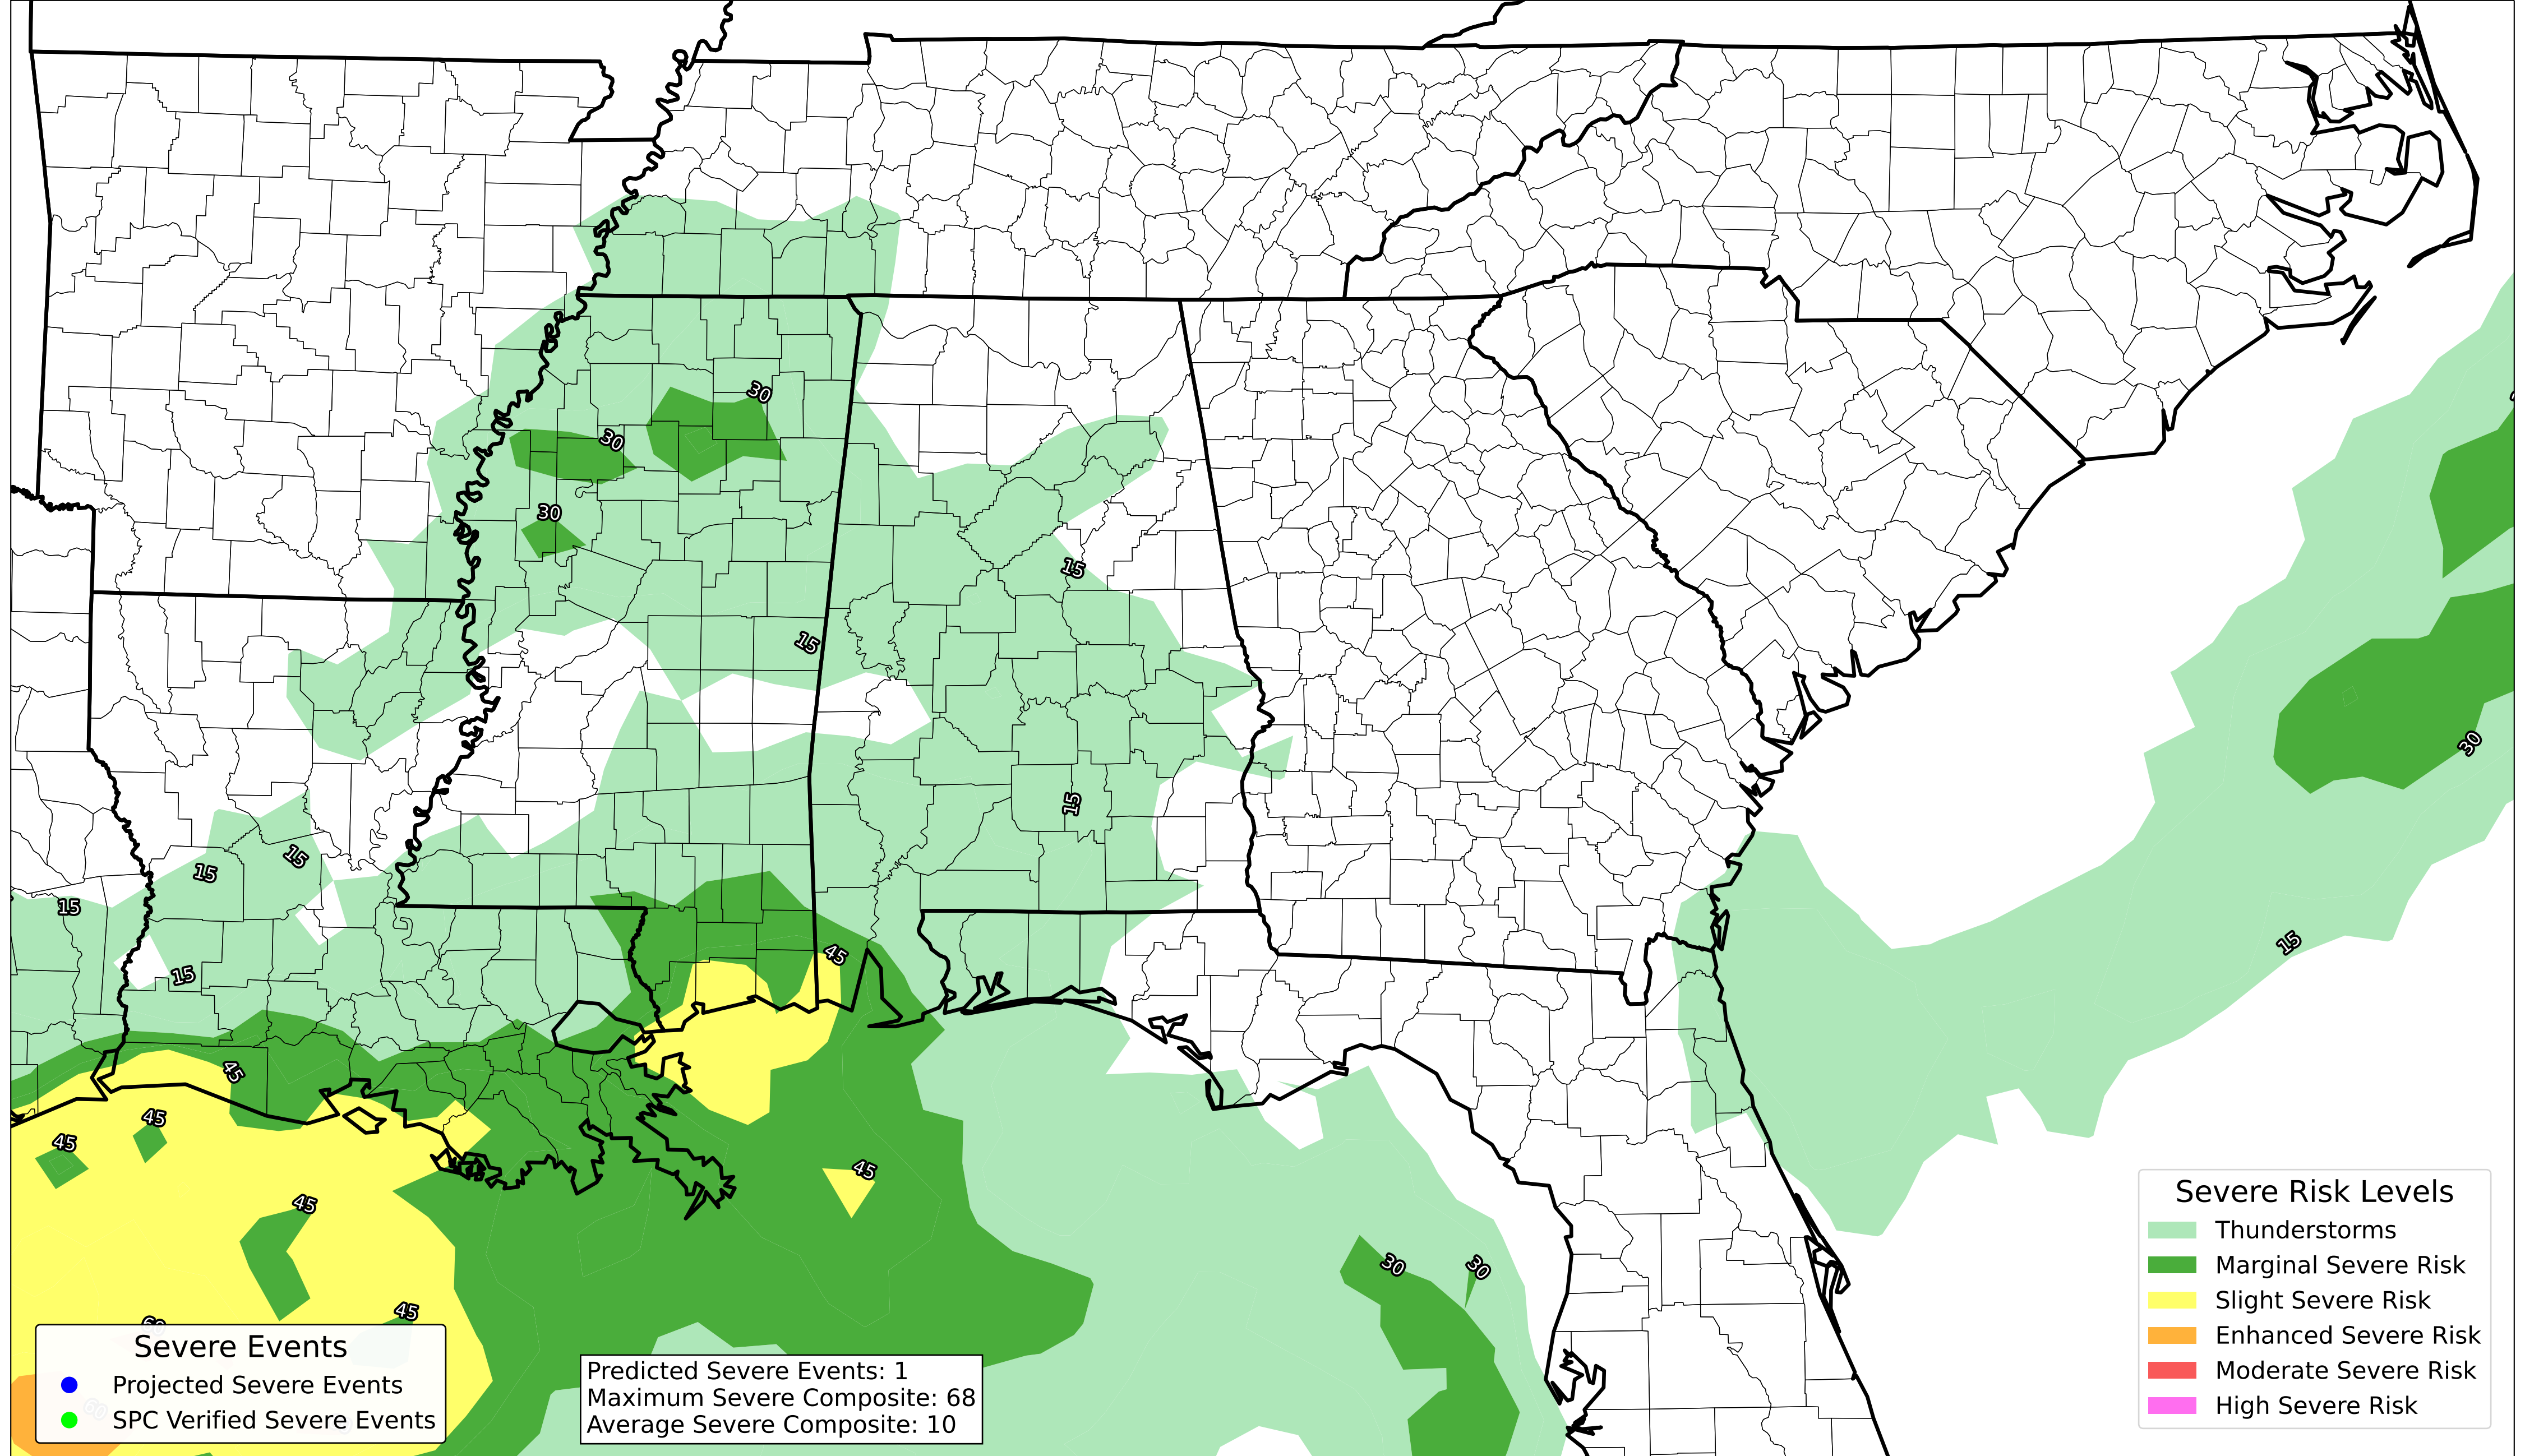 30
30
30
15
15
30
15
15
15
15
15
45
15
45
45
45
45
45
30
30
45
60
60
Severe Events
Projected Severe Events
SPC Verified Severe Events
Predicted Severe Events: 1
Maximum Severe Composite: 68
Average Severe Composite: 10
Severe Risk Levels
Thunderstorms
Marginal Severe Risk
Slight Severe Risk
Enhanced Severe Risk
Moderate Severe Risk
High Severe Risk